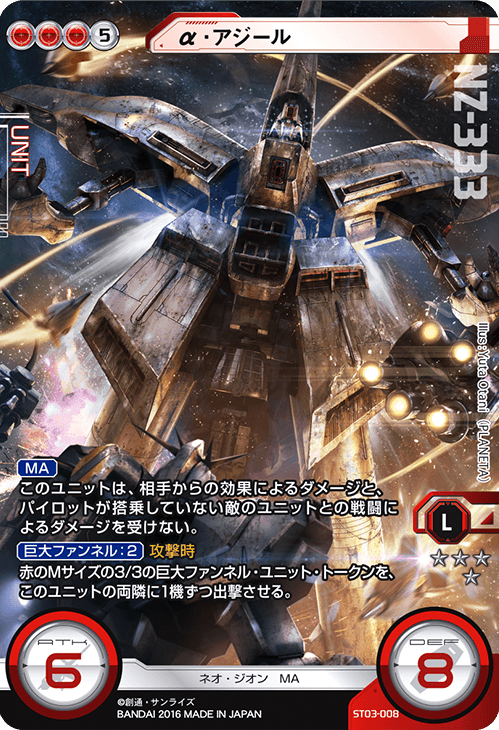 5
α・アジール
NZ-333
UNIT
Illus:Yuta Otani (PLANETA)
MA
このユニットは、相手からの効果によるダメージと、
パイロットが搭乗していない敵のユニットとの戦闘に
よるダメージを受けない。
L
巨大ファンネル：2 攻撃時
赤のMサイズの3/3の巨大ファンネル・ユニット・トークンを、
このユニットの両隣に1機ずつ出撃させる。
ATK
6
DEF
8
ネオ・ジオン MA
©創通・サンライズ
BANDAI 2016 MADE IN JAPAN
ST03-008